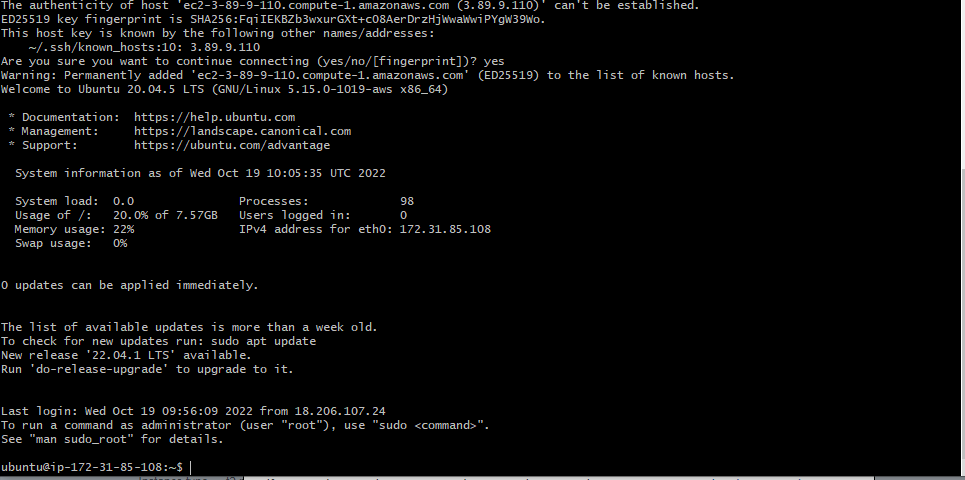 The authenticity of host 'ec2-3-89-9-110.compute-1.amazonaws.com (3.89.9.110)' can't be established.
ED25519 key fingerprint is SHA256:FqiIEKBZb3wxurGXt+cO8AerDrzHjWwaWwiPYgW39Wo.
This host key is known by the following other names/addresses:
    ~/.ssh/known_hosts:10: 3.89.9.110
Are you sure you want to continue connecting (yes/no/[fingerprint])? yes
Warning: Permanently added 'ec2-3-89-9-110.compute-1.amazonaws.com' (ED25519) to the list of known hosts.
Welcome to Ubuntu 20.04.5 LTS (GNU/Linux 5.15.0-1019-aws x86_64)
 * Documentation:  https://help.ubuntu.com
 * Management:     https://landscape.canonical.com
 * Support:        https://ubuntu.com/advantage
  System information as of Wed Oct 19 10:05:35 UTC 2022
  System load:  0.0               Processes:             98
  Usage of /:   20.0% of 7.57GB   Users logged in:       0
  Memory usage: 22%               IPv4 address for eth0: 172.31.85.108
  Swap usage:   0%
0 updates can be applied immediately.
The list of available updates is more than a week old.
To check for new updates run: sudo apt update
New release '22.04.1 LTS' available.
Run 'do-release-upgrade' to upgrade to it.
Last login: Wed Oct 19 09:56:09 2022 from 18.206.107.24
To run a command as administrator (user "root"), use "sudo <command>".
See "man sudo_root" for details.
ubuntu@ip-172-31-85-108:~$